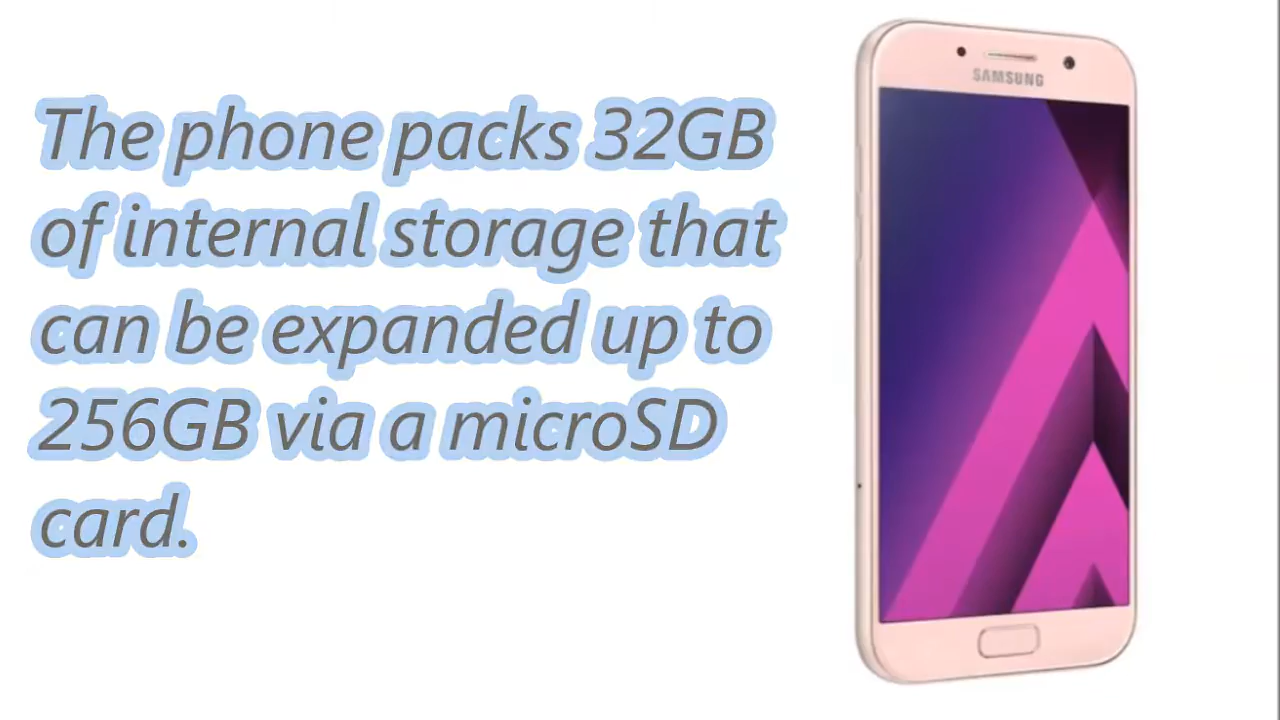 The phone packs 32GB
of internal storage that
can be expanded up to
256GB via a microSD
card.
SAMSUNG